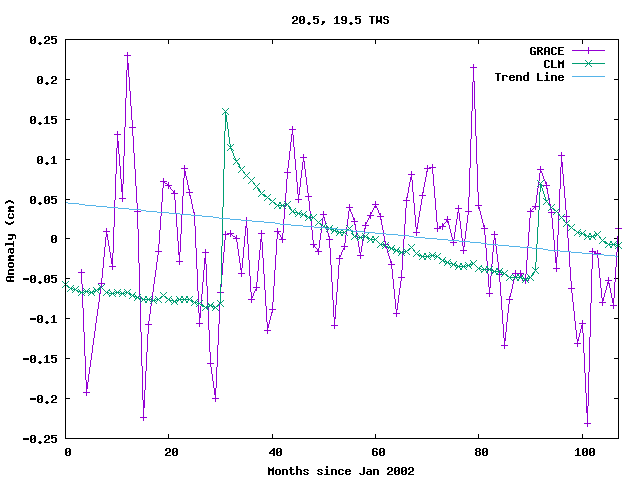 20.5, 19.5 TWS
GRACE
CLM
Trend Line
Anomaly (cm)
0.25
0.2
0.15
0.1
0.05
0
-0.05
-0.1
-0.15
-0.2
-0.25
0 20 40 60 80 100
Months since Jan 2002